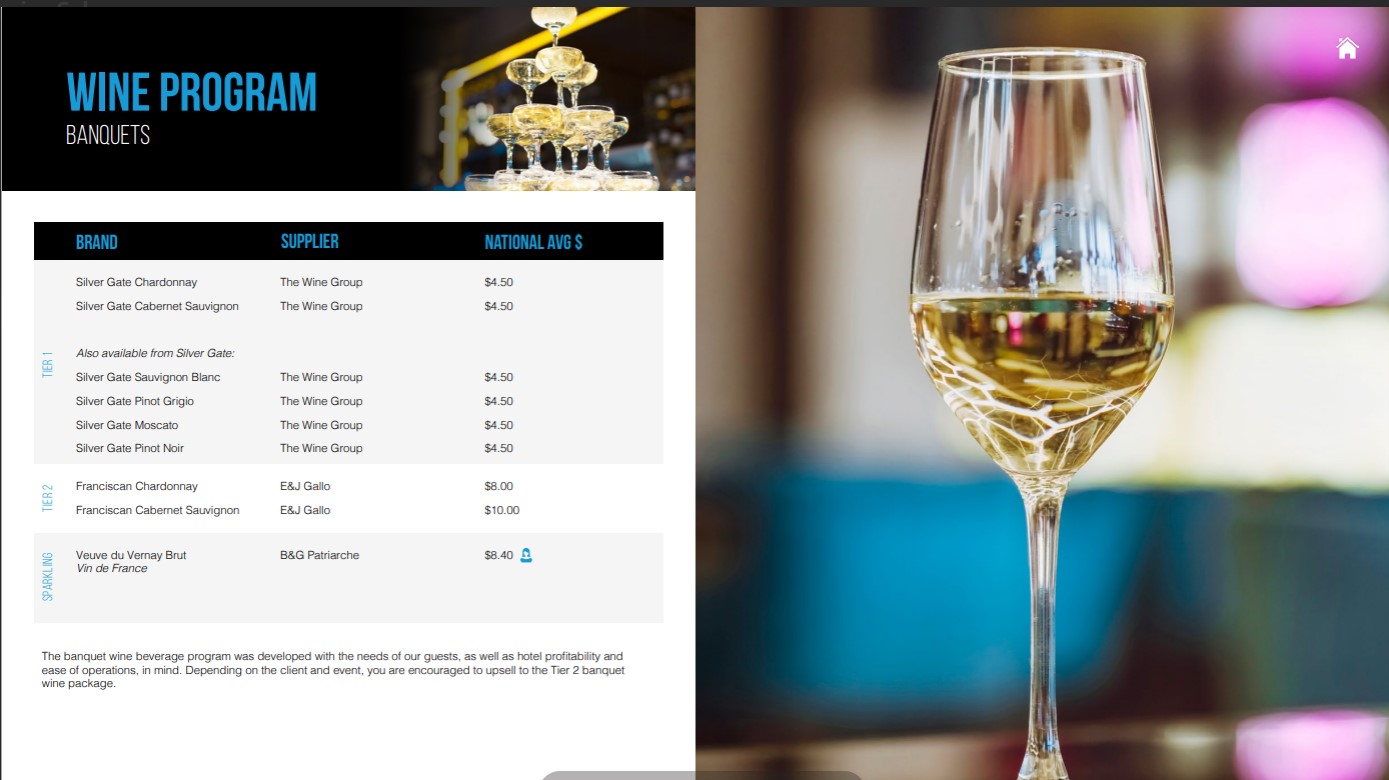 WINE PROGRAM
BANQUETS
BRAND SUPPLIER NATIONAL AVG $
TIER 1
Silver Gate Chardonnay The Wine Group $4.50
Silver Gate Cabernet Sauvignon The Wine Group $4.50
Also available from Silver Gate:
Silver Gate Sauvignon Blanc The Wine Group $4.50
Silver Gate Pinot Grigio The Wine Group $4.50
Silver Gate Moscato The Wine Group $4.50
Silver Gate Pinot Noir The Wine Group $4.50
TIER 2
Franciscan Chardonnay E&J Gallo $8.00
Franciscan Cabernet Sauvignon E&J Gallo $10.00
SPARKLING
Veuve du Vernay Brut B&G Patriarche $8.40
Vin de France
The banquet wine beverage program was developed with the needs of our guests, as well as hotel profitability and
ease of operations, in mind. Depending on the client and event, you are encouraged to upsell to the Tier 2 banquet
wine package.